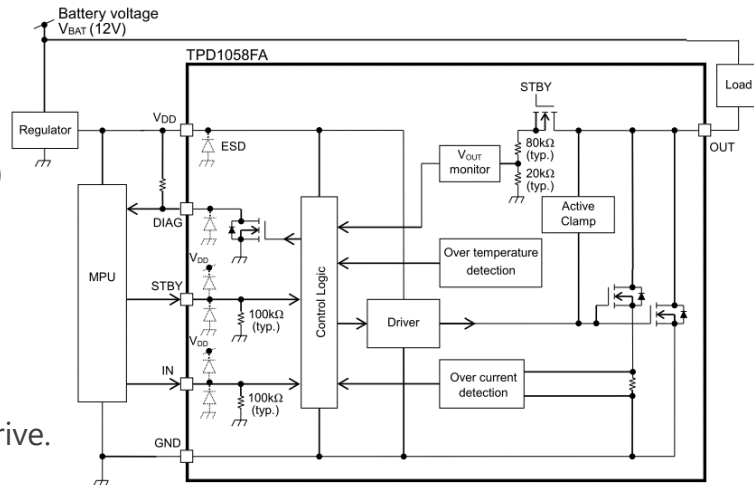 Battery voltage
VBAT (12V)
TPD1058FA
STBY
Load
Regulator
VDD
ESD
80kΩ
(typ.)
OUT
VOUT
monitor
20kΩ
(typ.)
)
DIAG
Active
Clamp
MPU
VDD
Control Logic
Over temperature
detection
STBY
100kΩ
(typ.)
Driver
VDD
IN
100kΩ
(typ.)
Over current
detection
rive.
GND